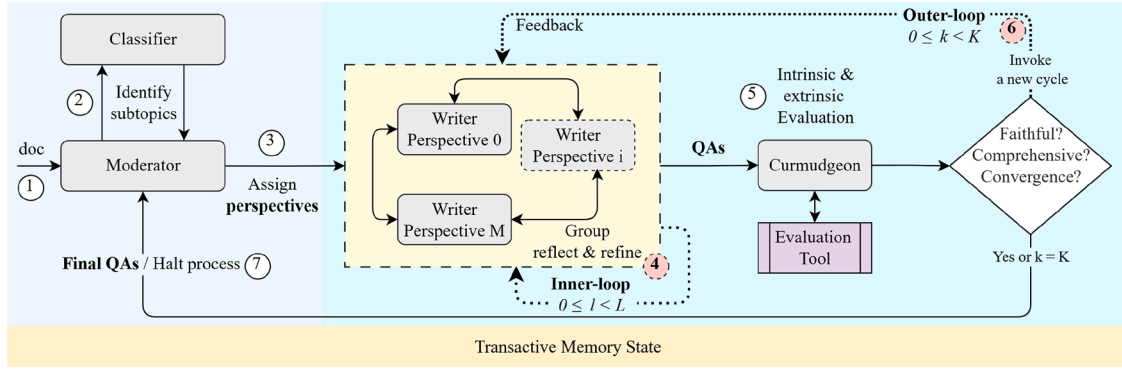 Classifier
2
Identify
subtopics
doc
1
Moderator
3
Assign
perspectives
Final QAs / Halt process 7
Feedback
Writer
Perspective 0
Writer
Perspective i
Writer
Perspective M
Group
reflect & refine
4
Inner-loop
0 ≤ l < L
QAs
5
Intrinsic &
extrinsic
Evaluation
Curmudgeon
Evaluation
Tool
Outer-loop
0 ≤ k < K
6
Invoke
a new cycle
Faithful?
Comprehensive?
Convergence?
Yes or k = K
Transactive Memory State